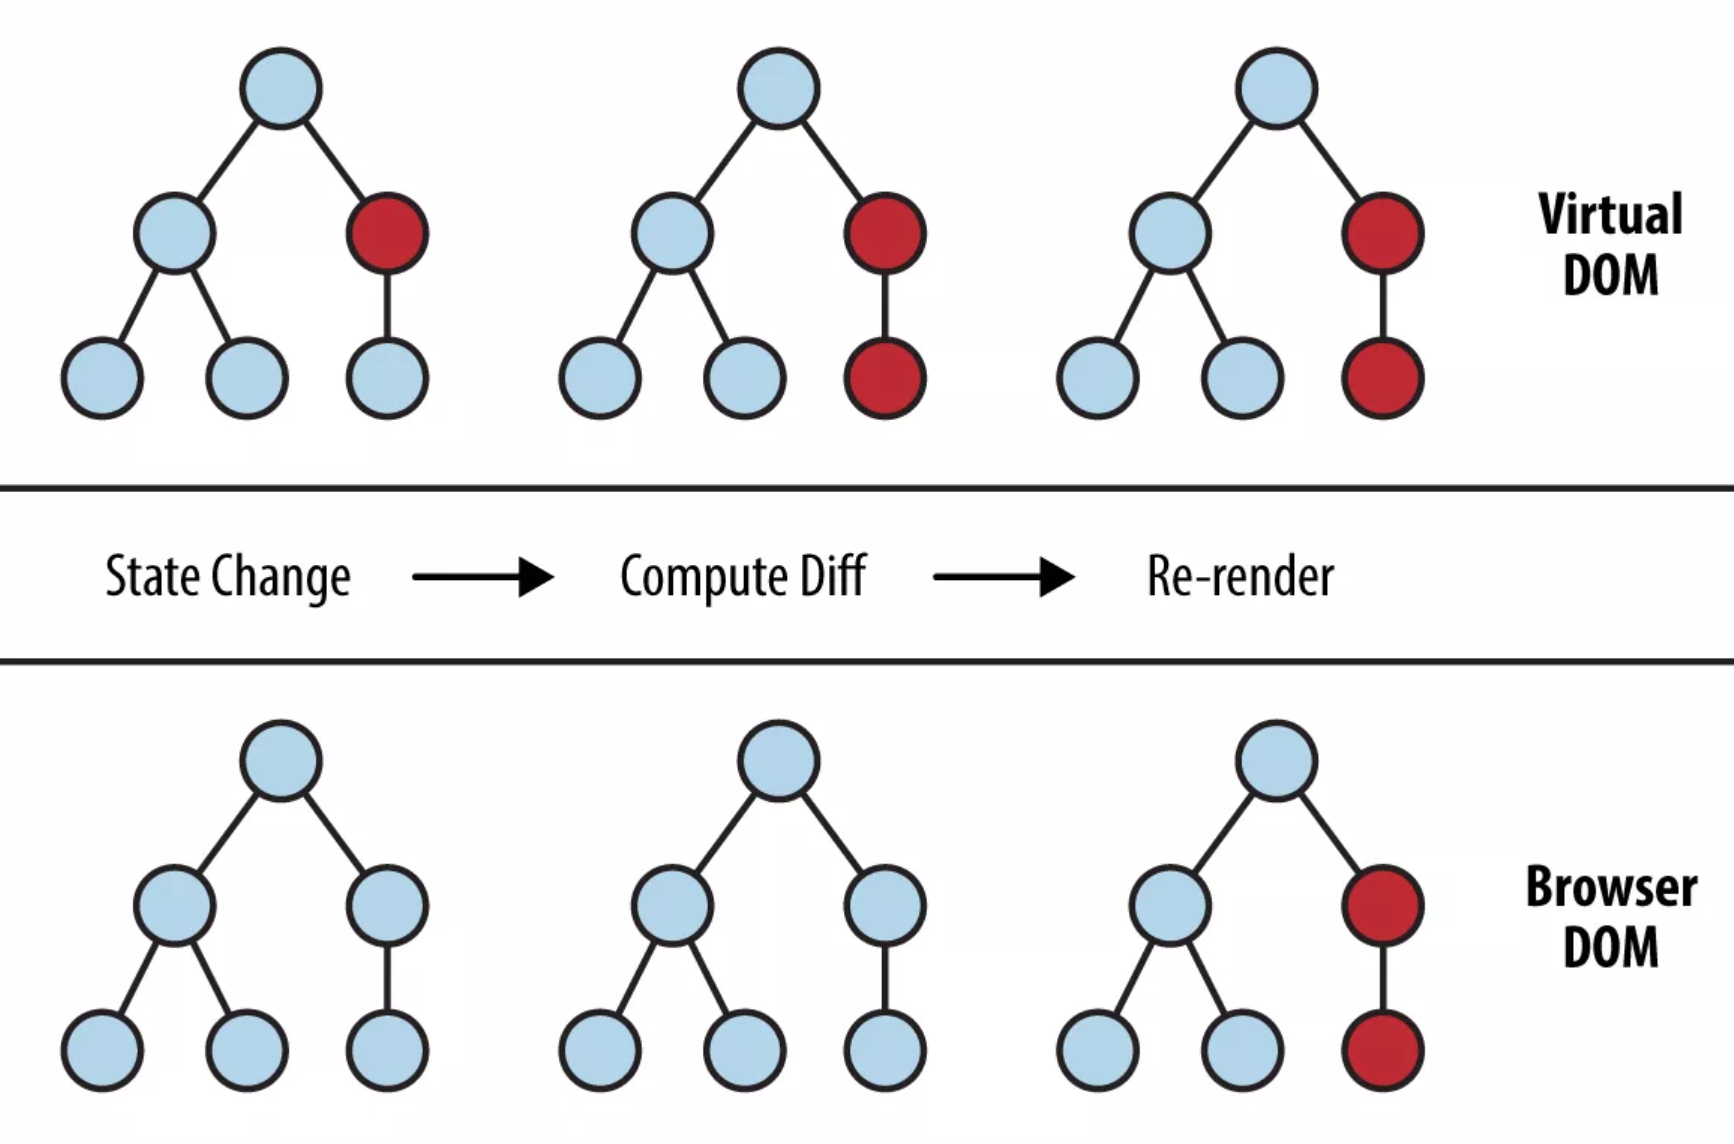 Virtual
DOM
State Change
Compute Diff
Re-render
Browser
DOM